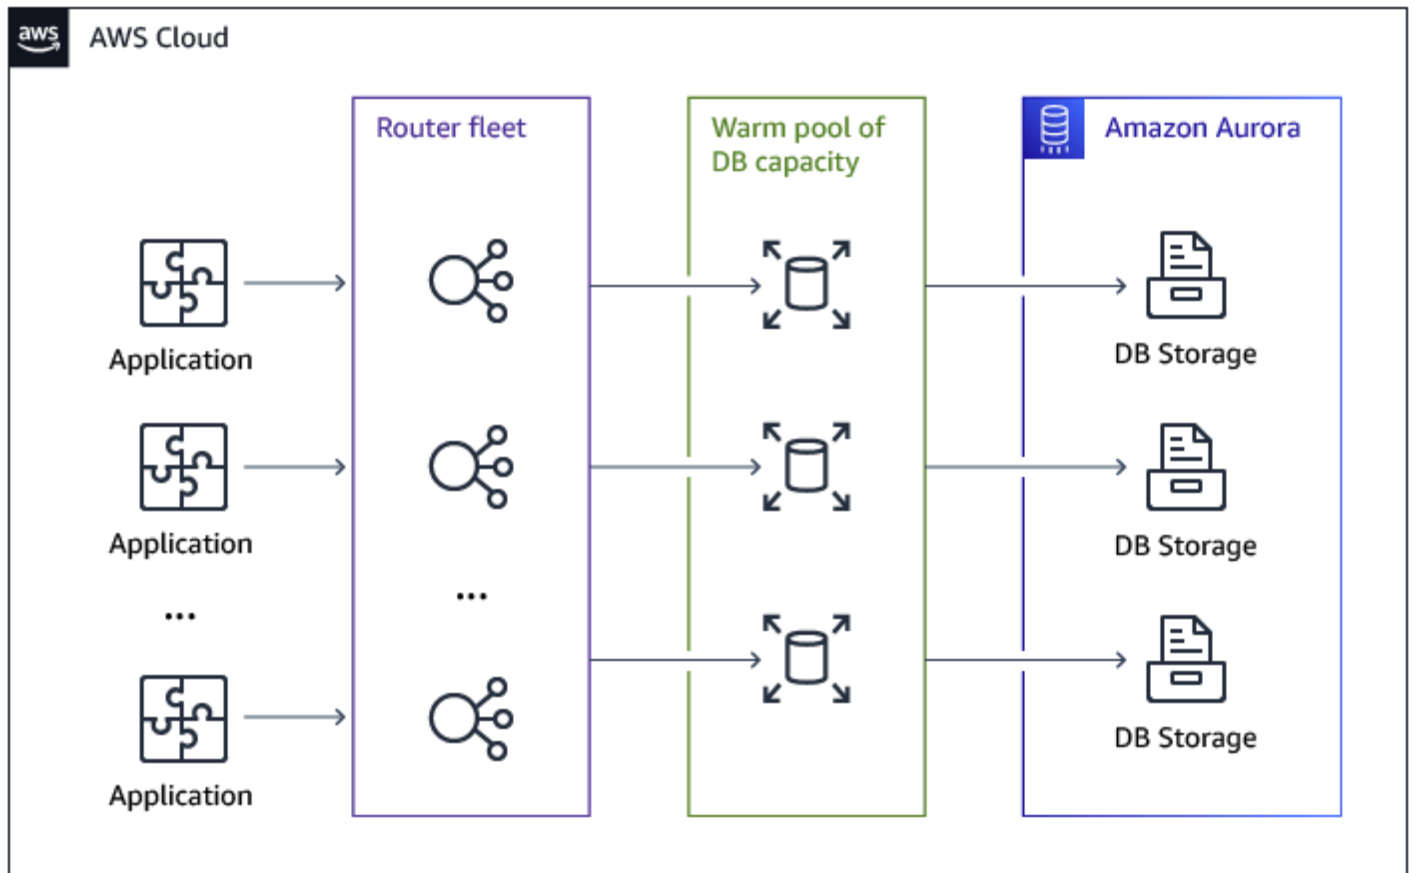 aws
AWS Cloud
Router fleet
Warm pool of
DB capacity
Amazon Aurora
Application
DB Storage
Application
DB Storage
...
...
Application
DB Storage